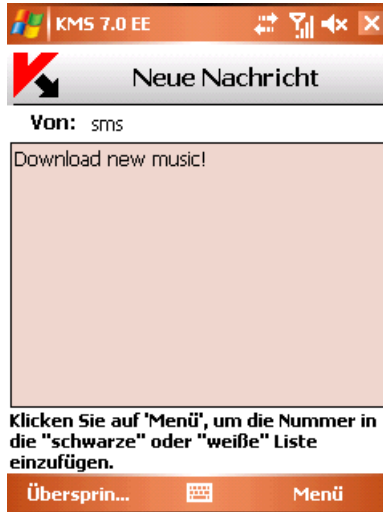 KMS 7.0 EE
Neue Nachricht
Von: sms
Download new music!
Klicken Sie auf 'Menü', um die Nummer in
die "schwarze" oder "weiße" Liste
einzufügen.
Übersprin... Menü